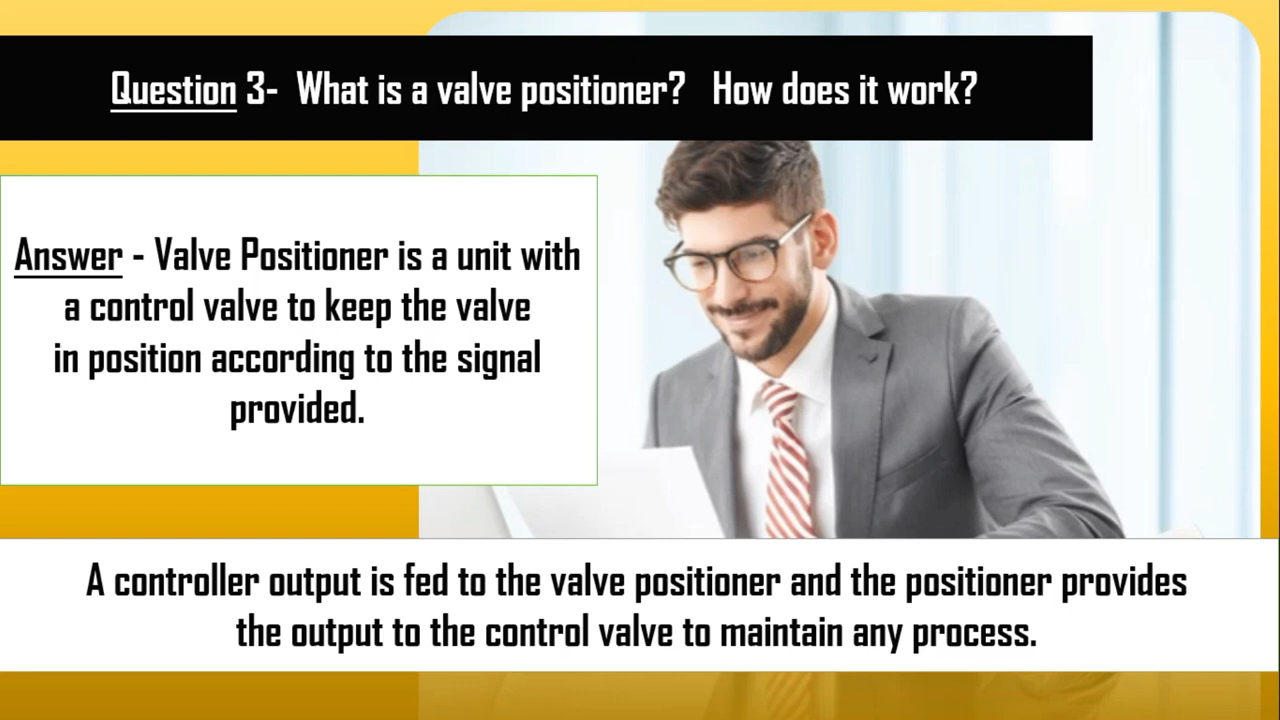 Question 3- What is a valve positioner? How does it work?
Answer - Valve Positioner is a unit with
a control valve to keep the valve
in position according to the signal
provided.
A controller output is fed to the valve positioner and the positioner provides
the output to the control valve to maintain any process.